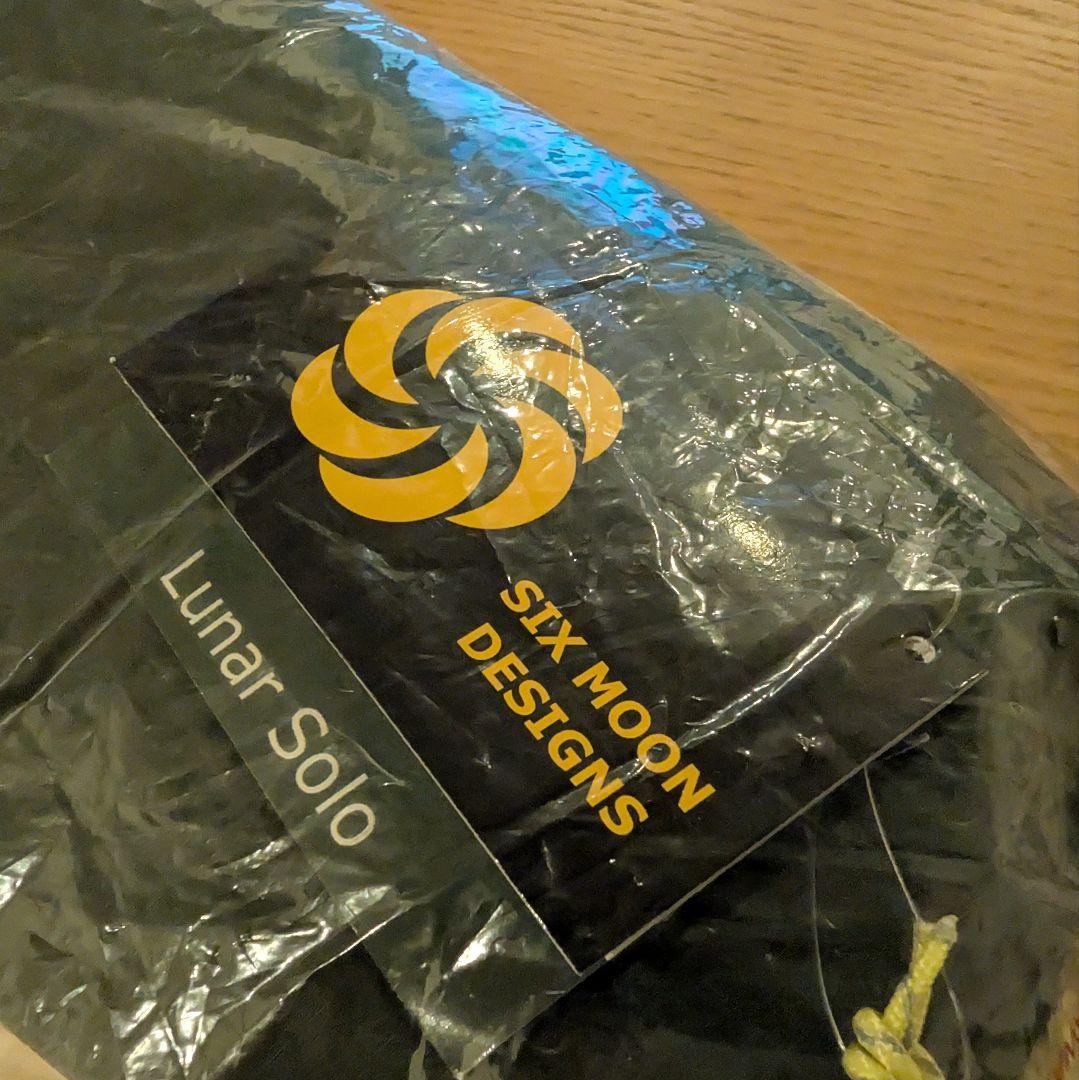 SIX MOON
DESIGNS
Lunar Solo